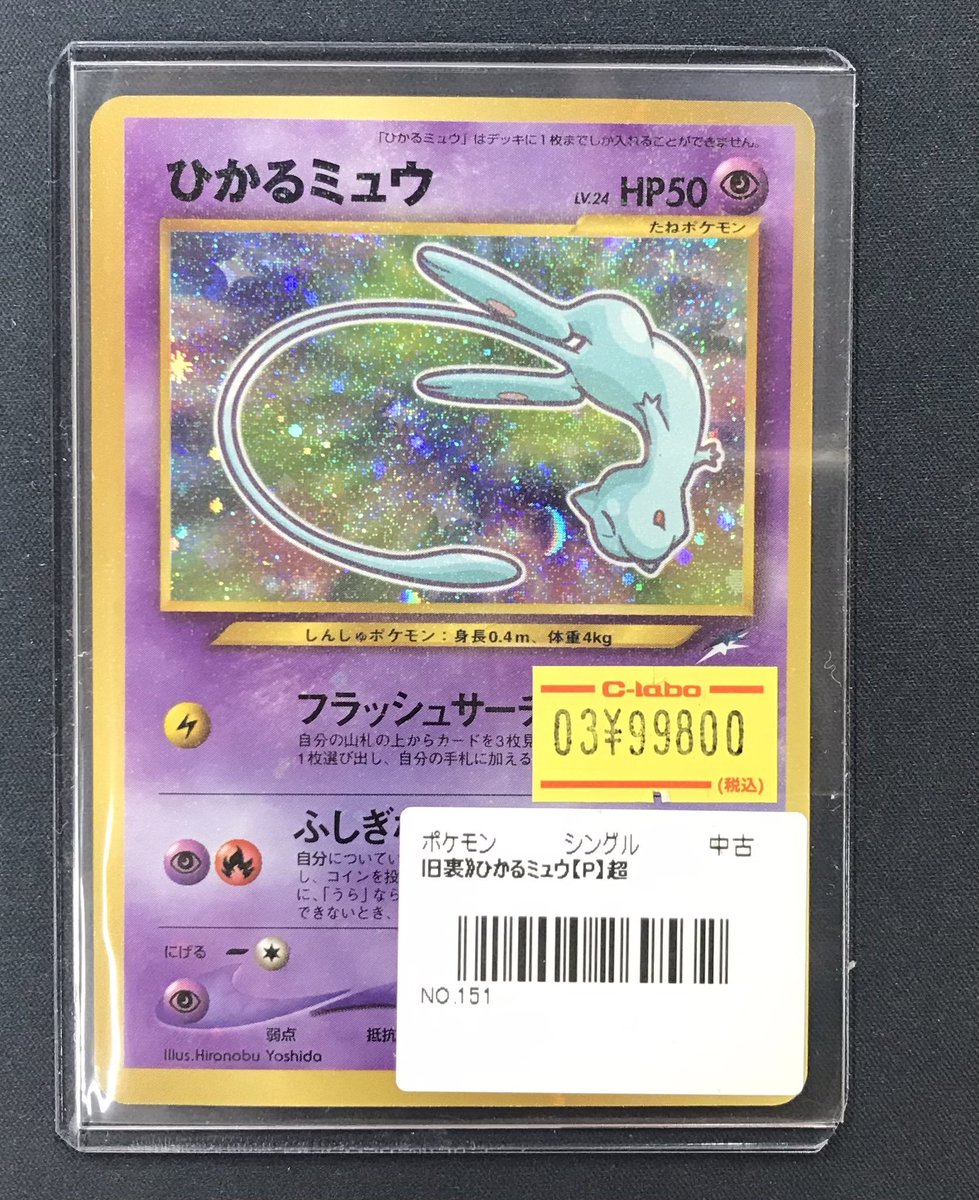 「ひかるミュウ」はデッキに1枚までしか入れることができません。
ひかるミュウ LV.24 HP50
たねポケモン
しんしゅポケモン:身長0.4m、体重4kg
フラッシュサー
自分の山札の上からカードを3枚
1枚選び出し、自分の手札に加える
C-labo
03¥99800
(税込)
ふしぎ
自分についてい
し、コインを投
に、「うら」なら
できないとき、
にげる
弱点 抵抗
Illus.Hironobu Yoshida
ポケモン シングル 中古
旧裏》ひかるミュウ【P】超
NO.151